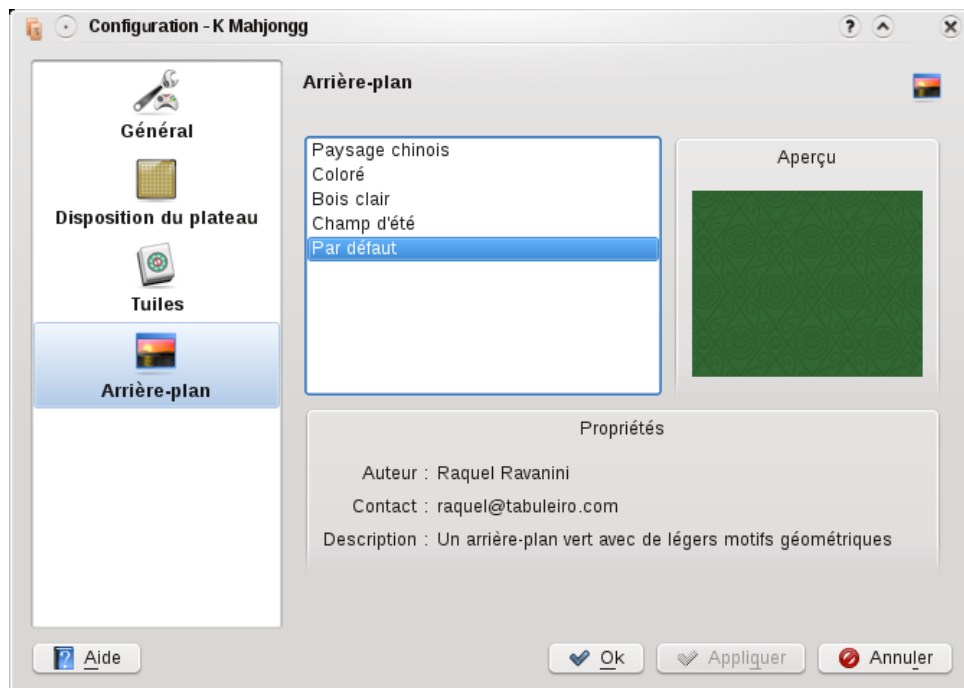 Configuration - K Mahjongg
Général
Disposition du plateau
Tuiles
Arrière-plan
Arrière-plan
Paysage chinois
Coloré
Bois clair
Champ d'été
Par défaut
Aperçu
Propriétés
Auteur : Raquel Ravanini
Contact : raquel@tabuleiro.com
Description : Un arrière-plan vert avec de légers motifs géométriques
Aide
Ok
Appliquer
Annuler